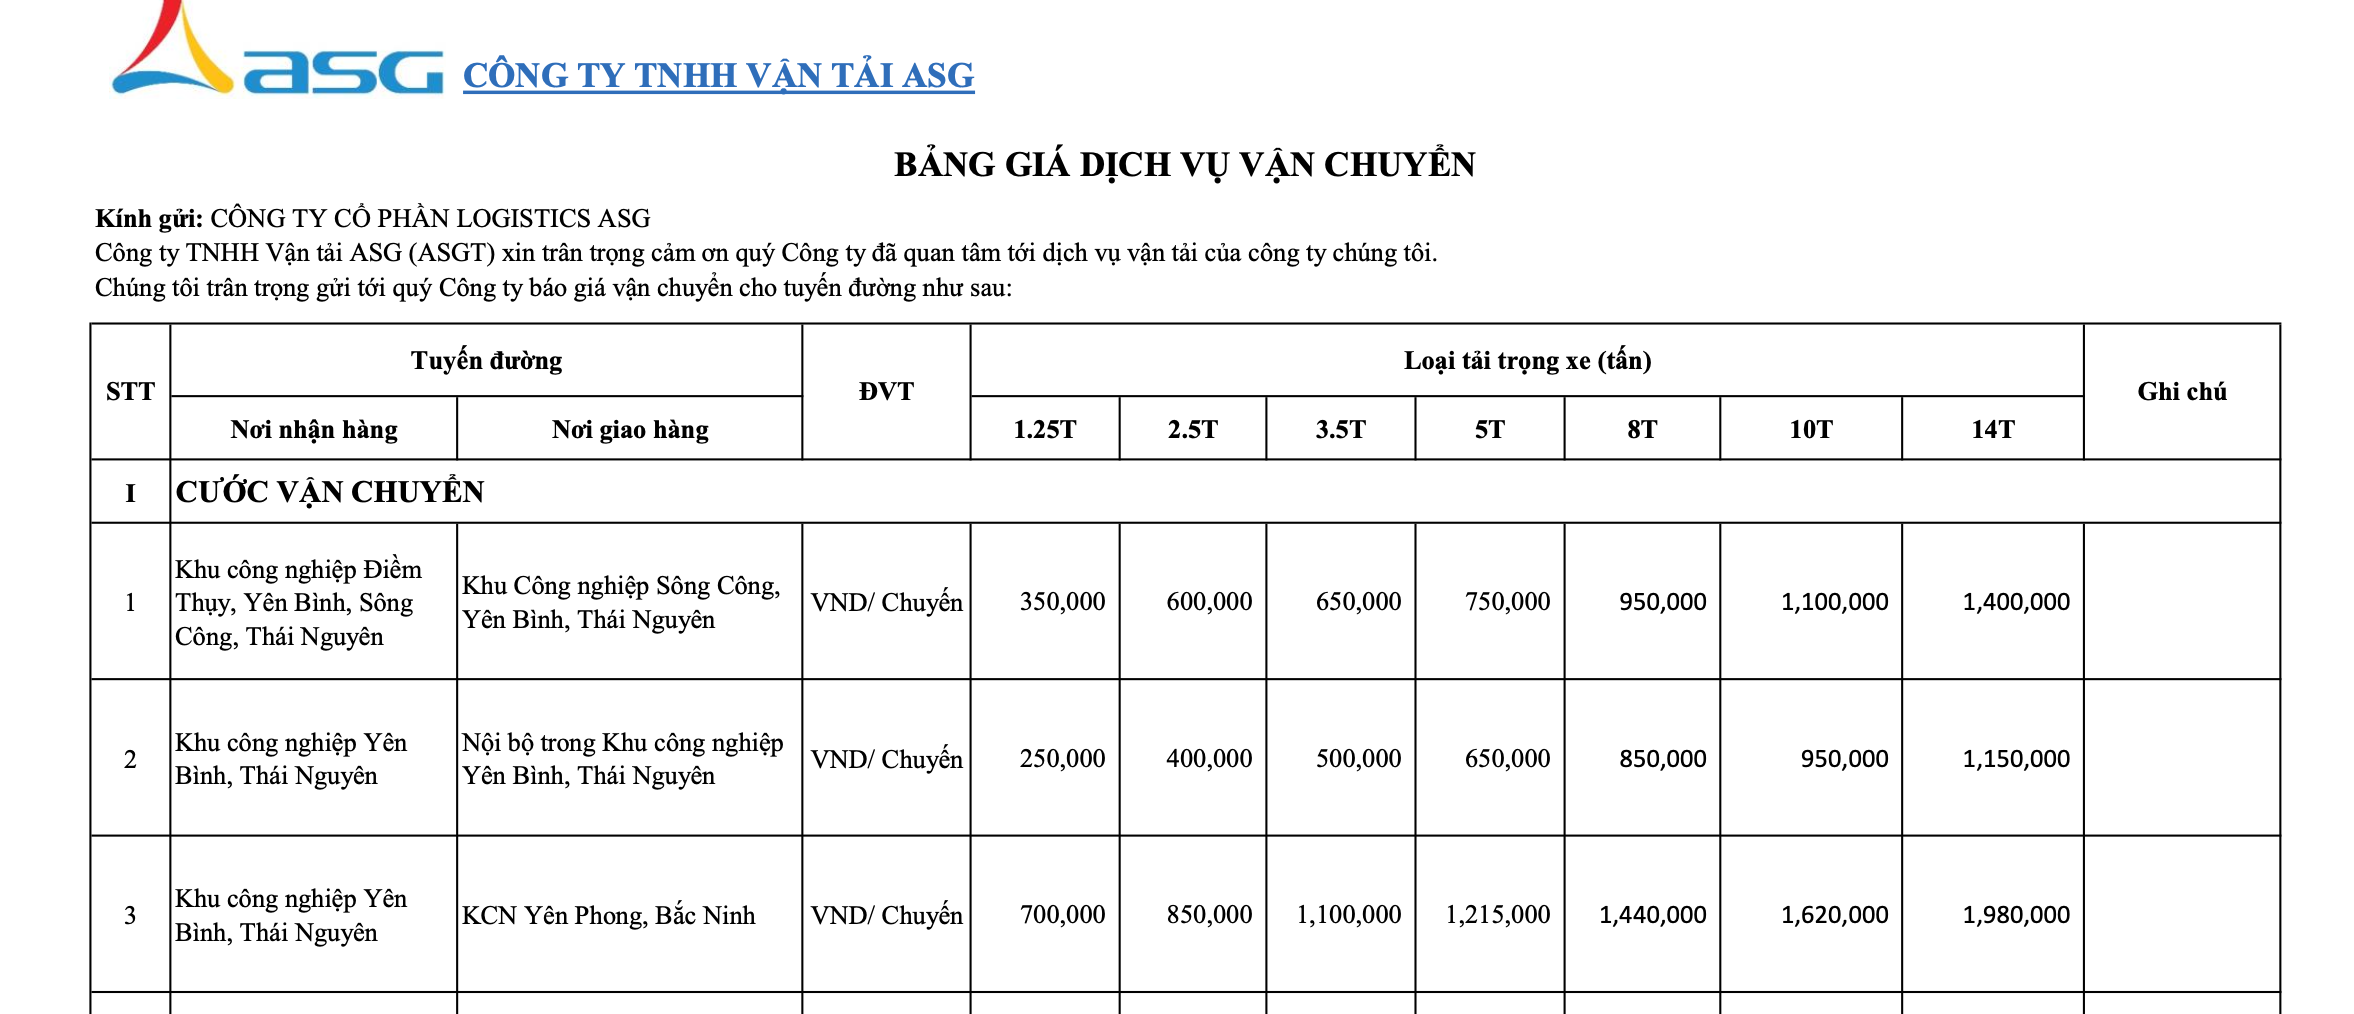 asg CÔNG TY TNHH VẬN TẢI ASG
BẢNG GIÁ DỊCH VỤ VẬN CHUYỂN
Kính gửi: CÔNG TY CỔ PHẦN LOGISTICS ASG
Công ty TNHH Vận tải ASG (ASGT) xin trân trọng cảm ơn quý Công ty đã quan tâm tới dịch vụ vận tải của công ty chúng tôi.
Chúng tôi trân trọng gửi tới quý Công ty báo giá vận chuyển cho tuyến đường như sau:
STT Tuyến đường ĐVT Loại tải trọng xe (tấn) Ghi chú
Nơi nhận hàng Nơi giao hàng 1.25T 2.5T 3.5T 5T 8T 10T 14T
I CƯỚC VẬN CHUYỂN
1 Khu công nghiệp Điềm Thụy, Yên Bình, Sông Công, Thái Nguyên Khu Công nghiệp Sông Công, Yên Bình, Thái Nguyên VND/ Chuyến 350,000 600,000 650,000 750,000 950,000 1,100,000 1,400,000
2 Khu công nghiệp Yên Bình, Thái Nguyên Nội bộ trong Khu công nghiệp Yên Bình, Thái Nguyên VND/ Chuyến 250,000 400,000 500,000 650,000 850,000 950,000 1,150,000
3 Khu công nghiệp Yên Bình, Thái Nguyên KCN Yên Phong, Bắc Ninh VND/ Chuyến 700,000 850,000 1,100,000 1,215,000 1,440,000 1,620,000 1,980,000